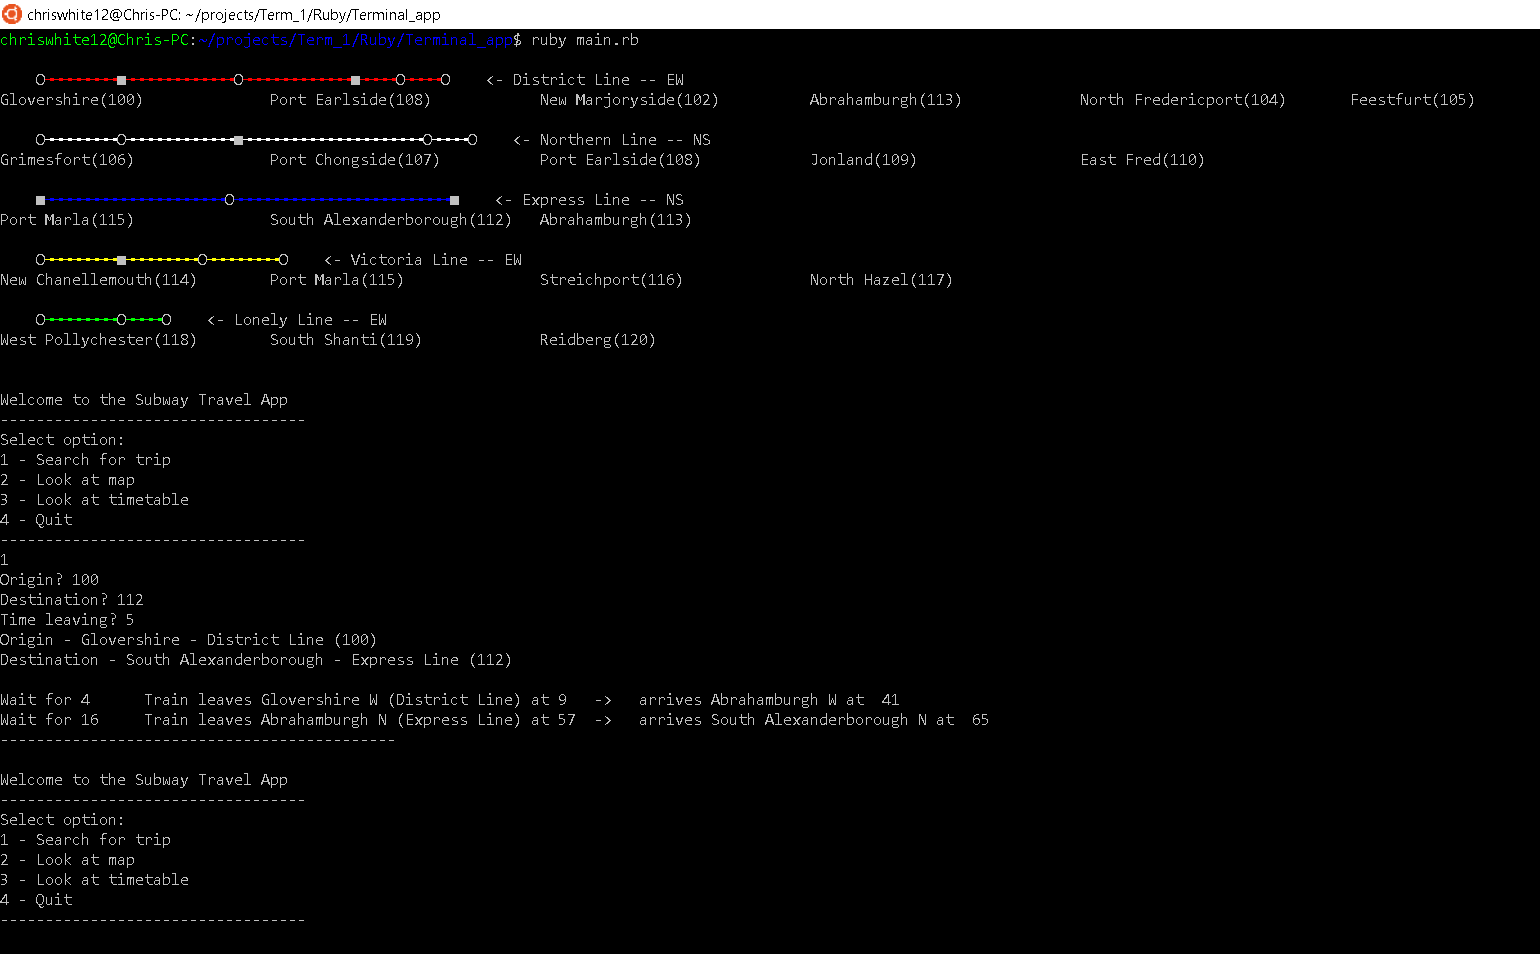 chriswhite12@Chris-PC: ~/projects/Term_1/Ruby/Terminal_app
chriswhite12@Chris-PC:~/projects/Term_1/Ruby/Terminal_app$ ruby main.rb
<- District Line -- EW
Glovershire(100) Port Earlside(108) New Marjoryside(102) Abrahamburgh(113) North Fredericport(104) Feestfurt(105)
<- Northern Line -- NS
Grimesfort(106) Port Chongside(107) Port Earlside(108) Jonland(109) East Fred(110)
<- Express Line -- NS
Port Marla(115) South Alexanderborough(112) Abrahamburgh(113)
<- Victoria Line -- EW
New Chanellemouth(114) Port Marla(115) Streichport(116) North Hazel(117)
<- Lonely Line -- EW
West Pollychester(118) South Shanti(119) Reidberg(120)
Welcome to the Subway Travel App
----------------------------------
Select option:
1 - Search for trip
2 - Look at map
3 - Look at timetable
4 - Quit
----------------------------------
1
Origin? 100
Destination? 112
Time leaving? 5
Origin - Glovershire - District Line (100)
Destination - South Alexanderborough - Express Line (112)
Wait for 4 Train leaves Glovershire W (District Line) at 9 -> arrives Abrahamburgh W at 41
Wait for 16 Train leaves Abrahamburgh N (Express Line) at 57 -> arrives South Alexanderborough N at 65
--------------------------------------------
Welcome to the Subway Travel App
----------------------------------
Select option:
1 - Search for trip
2 - Look at map
3 - Look at timetable
4 - Quit
----------------------------------